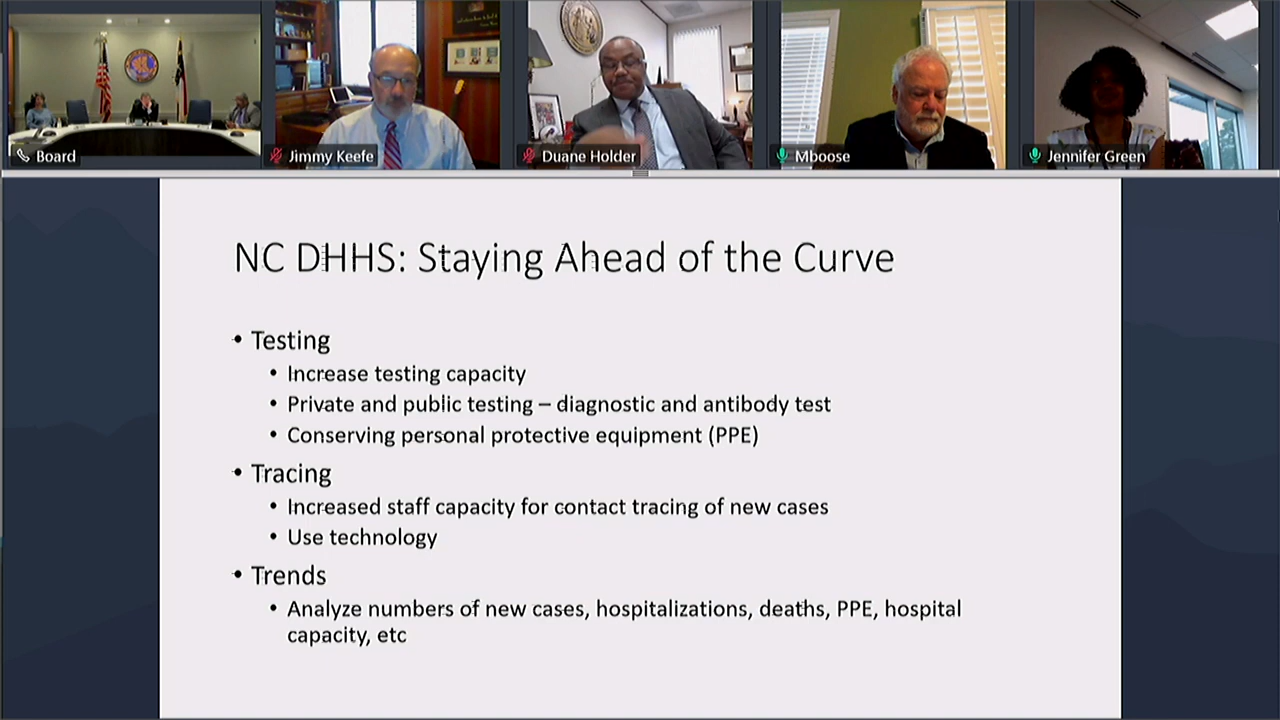 Board
Jimmy Keefe
Duane Holder
Mboose
Jennifer Green
NC DHHS: Staying Ahead of the Curve
• Testing
• Increase testing capacity
• Private and public testing – diagnostic and antibody test
• Conserving personal protective equipment (PPE)
• Tracing
• Increased staff capacity for contact tracing of new cases
• Use technology
• Trends
• Analyze numbers of new cases, hospitalizations, deaths, PPE, hospital
capacity, etc